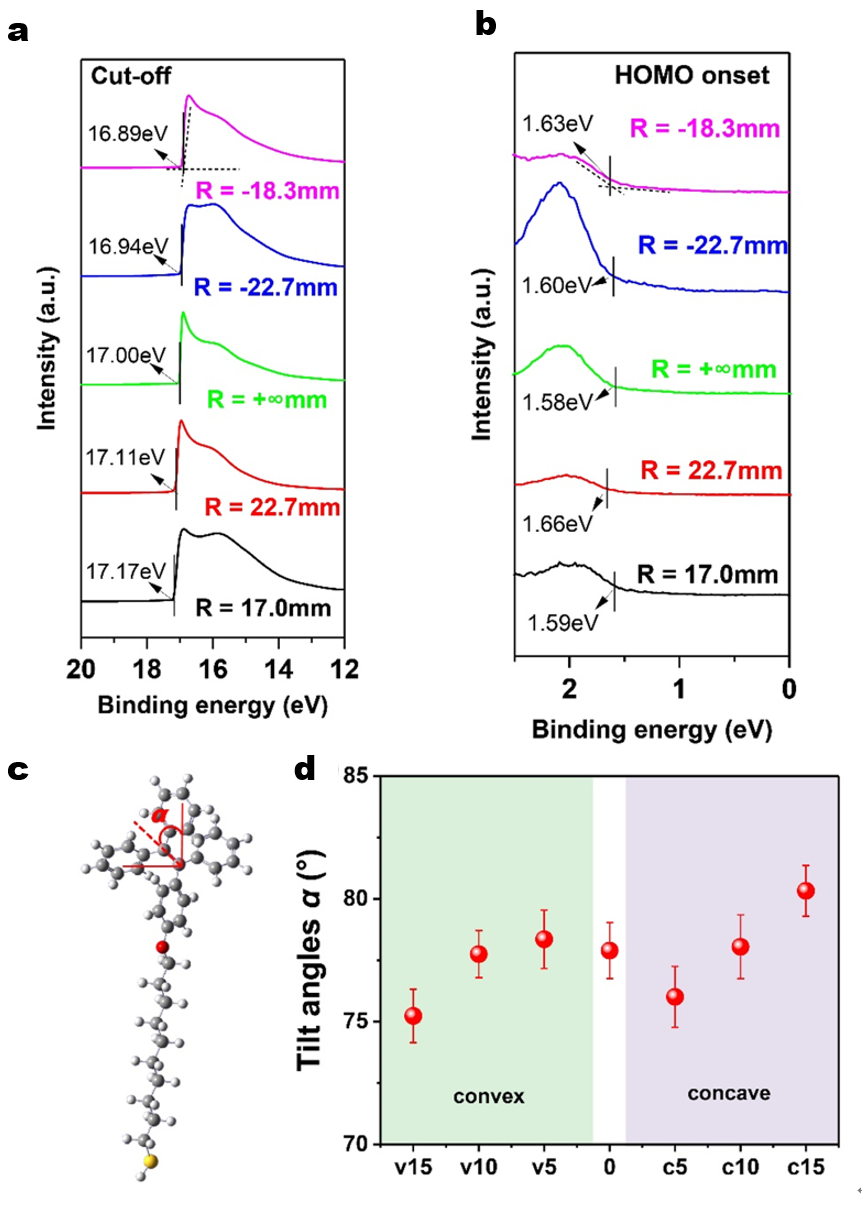 a
Cut-off
16.89eV
R = -18.3mm
16.94eV
R = -22.7mm
17.00eV
R = +∞mm
17.11eV
R = 22.7mm
17.17eV
R = 17.0mm
Intensity (a.u.)
20 18 16 14 12
Binding energy (eV)
b
HOMO onset
1.63eV
R = -18.3mm
R = -22.7mm
1.60eV
R = +∞mm
1.58eV
R = 22.7mm
1.66eV
R = 17.0mm
1.59eV
Intensity (a.u.)
2 1 0
Binding energy (eV)
c
α
d
85
80
75
70
Tilt angles α (°)
convex
concave
v15 v10 v5 0 c5 c10 c15